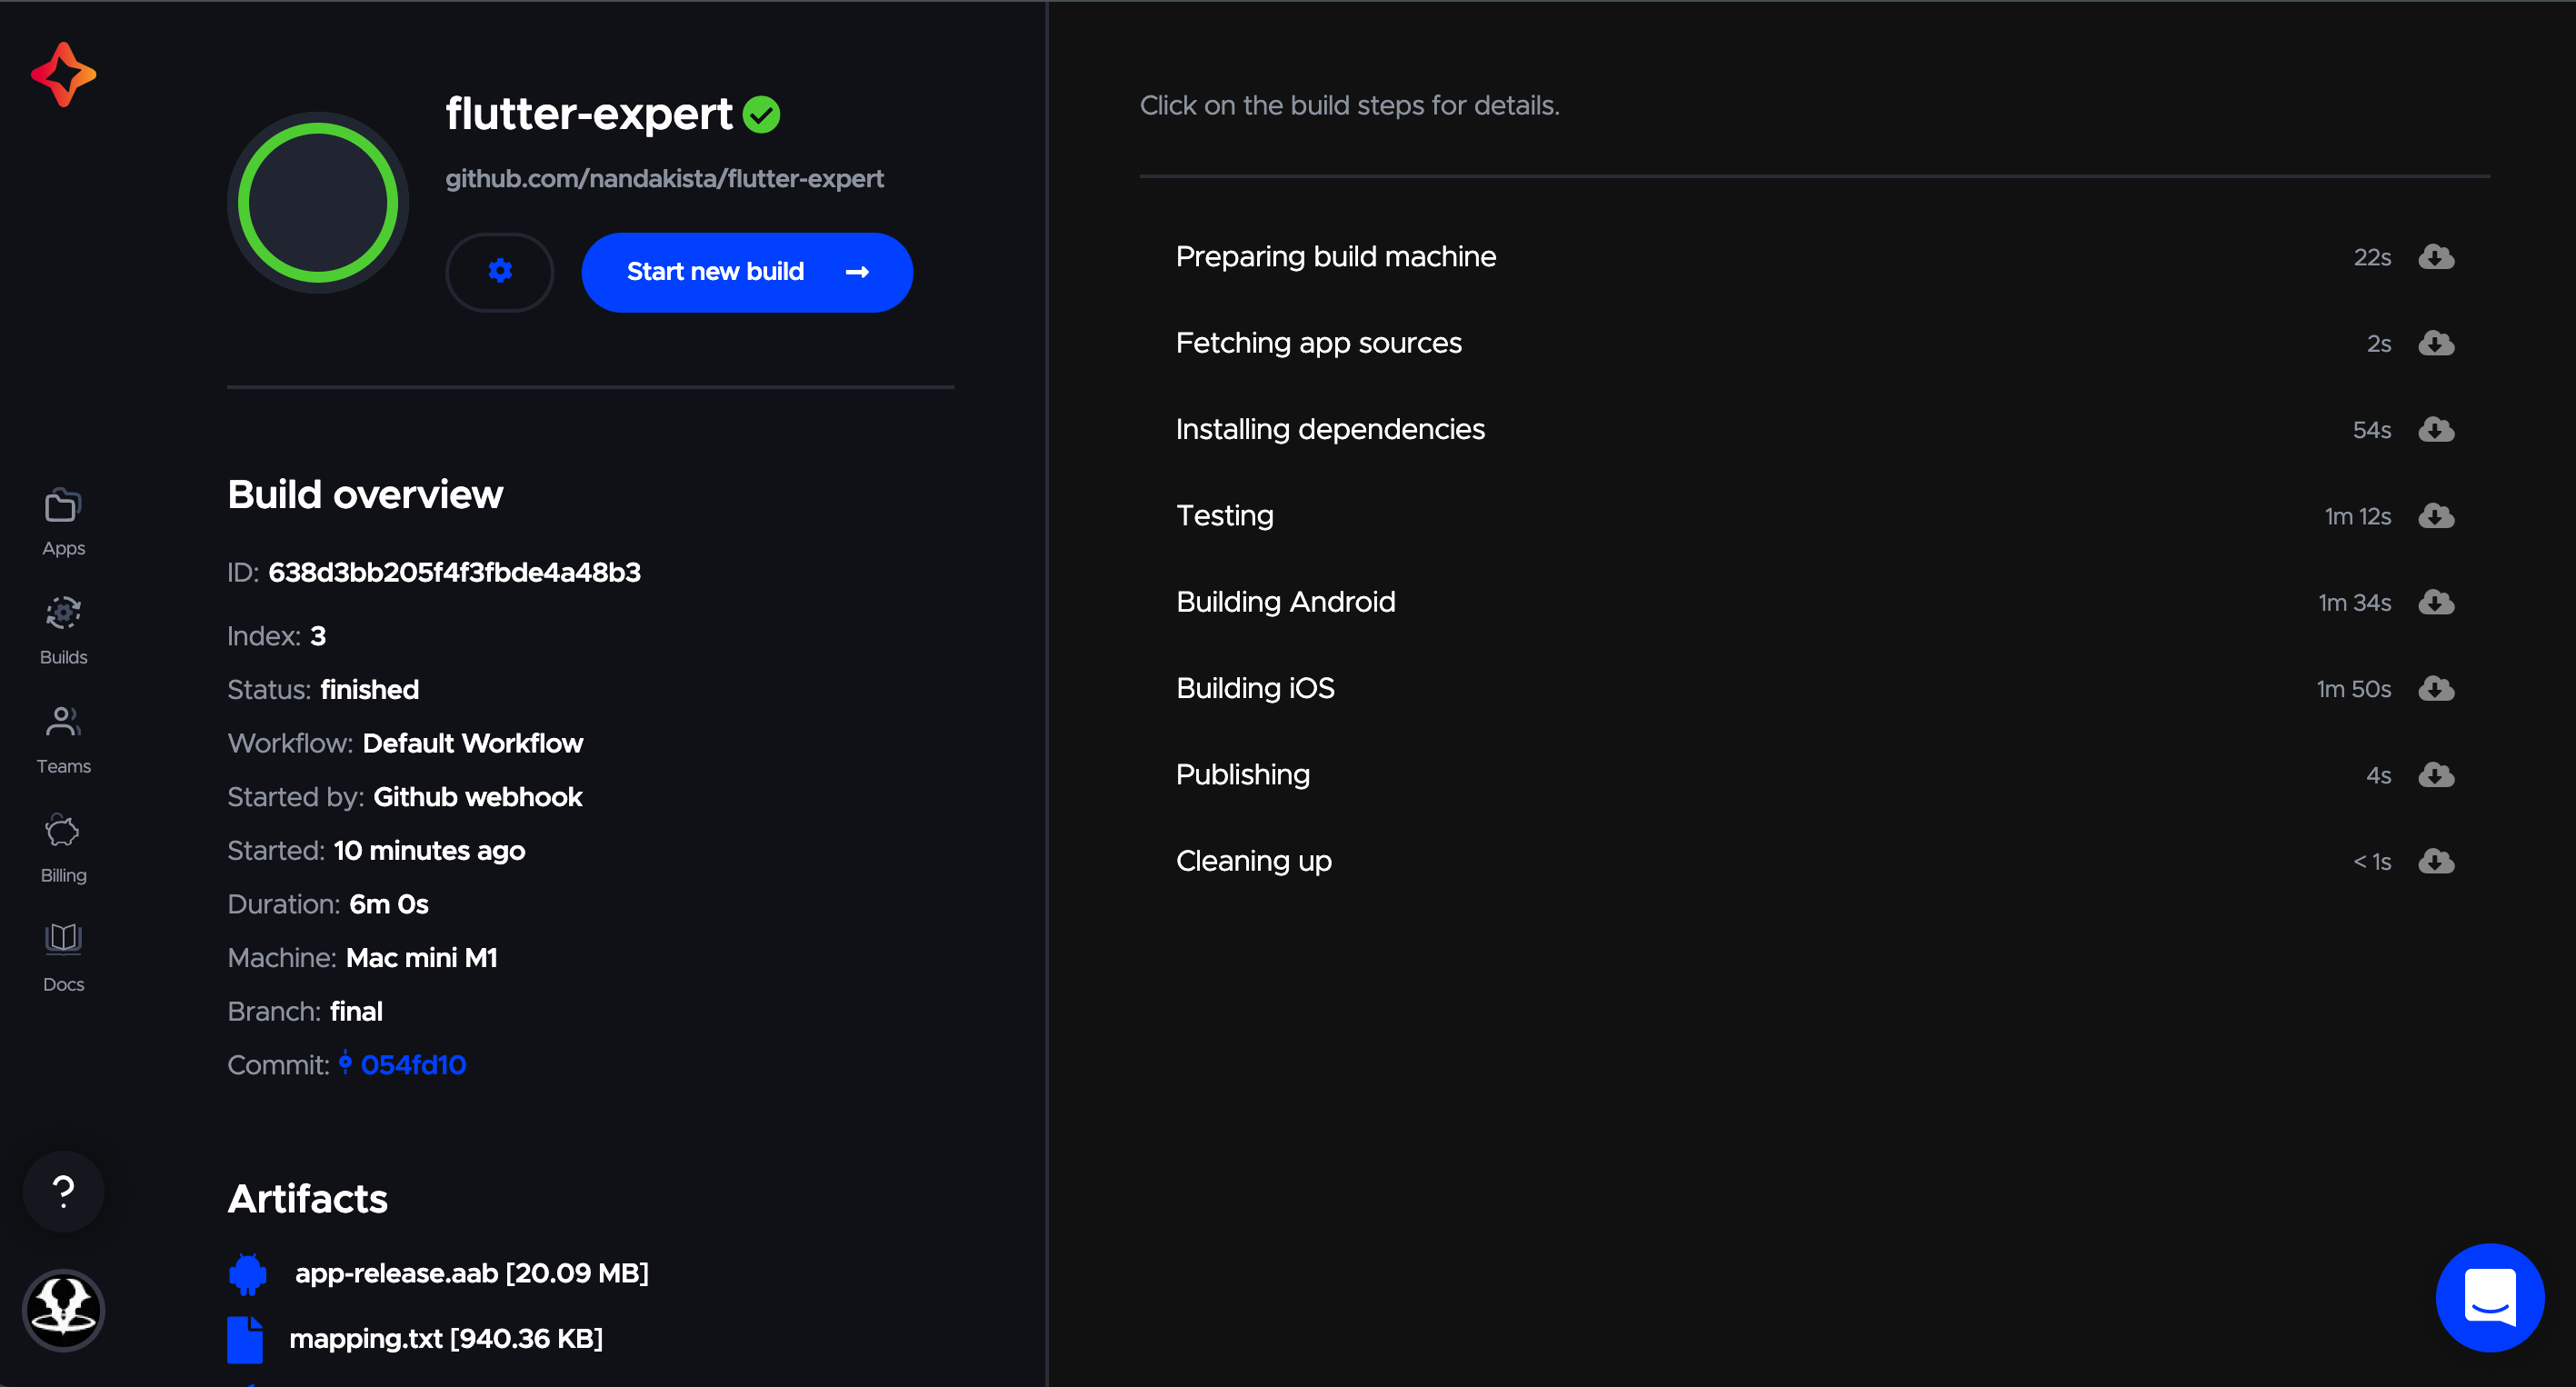 flutter-expert
github.com/nandakista/flutter-expert
Start new build
Build overview
ID: 638d3bb205f4f3fbde4a48b3
Index: 3
Status: finished
Workflow: Default Workflow
Started by: Github webhook
Started: 10 minutes ago
Duration: 6m 0s
Machine: Mac mini M1
Branch: final
Commit: 054fd10
Artifacts
app-release.aab [20.09 MB]
mapping.txt [940.36 KB]
Apps
Builds
Teams
Billing
Docs
?
Click on the build steps for details.
Preparing build machine 22s
Fetching app sources 2s
Installing dependencies 54s
Testing 1m 12s
Building Android 1m 34s
Building iOS 1m 50s
Publishing 4s
Cleaning up < 1s